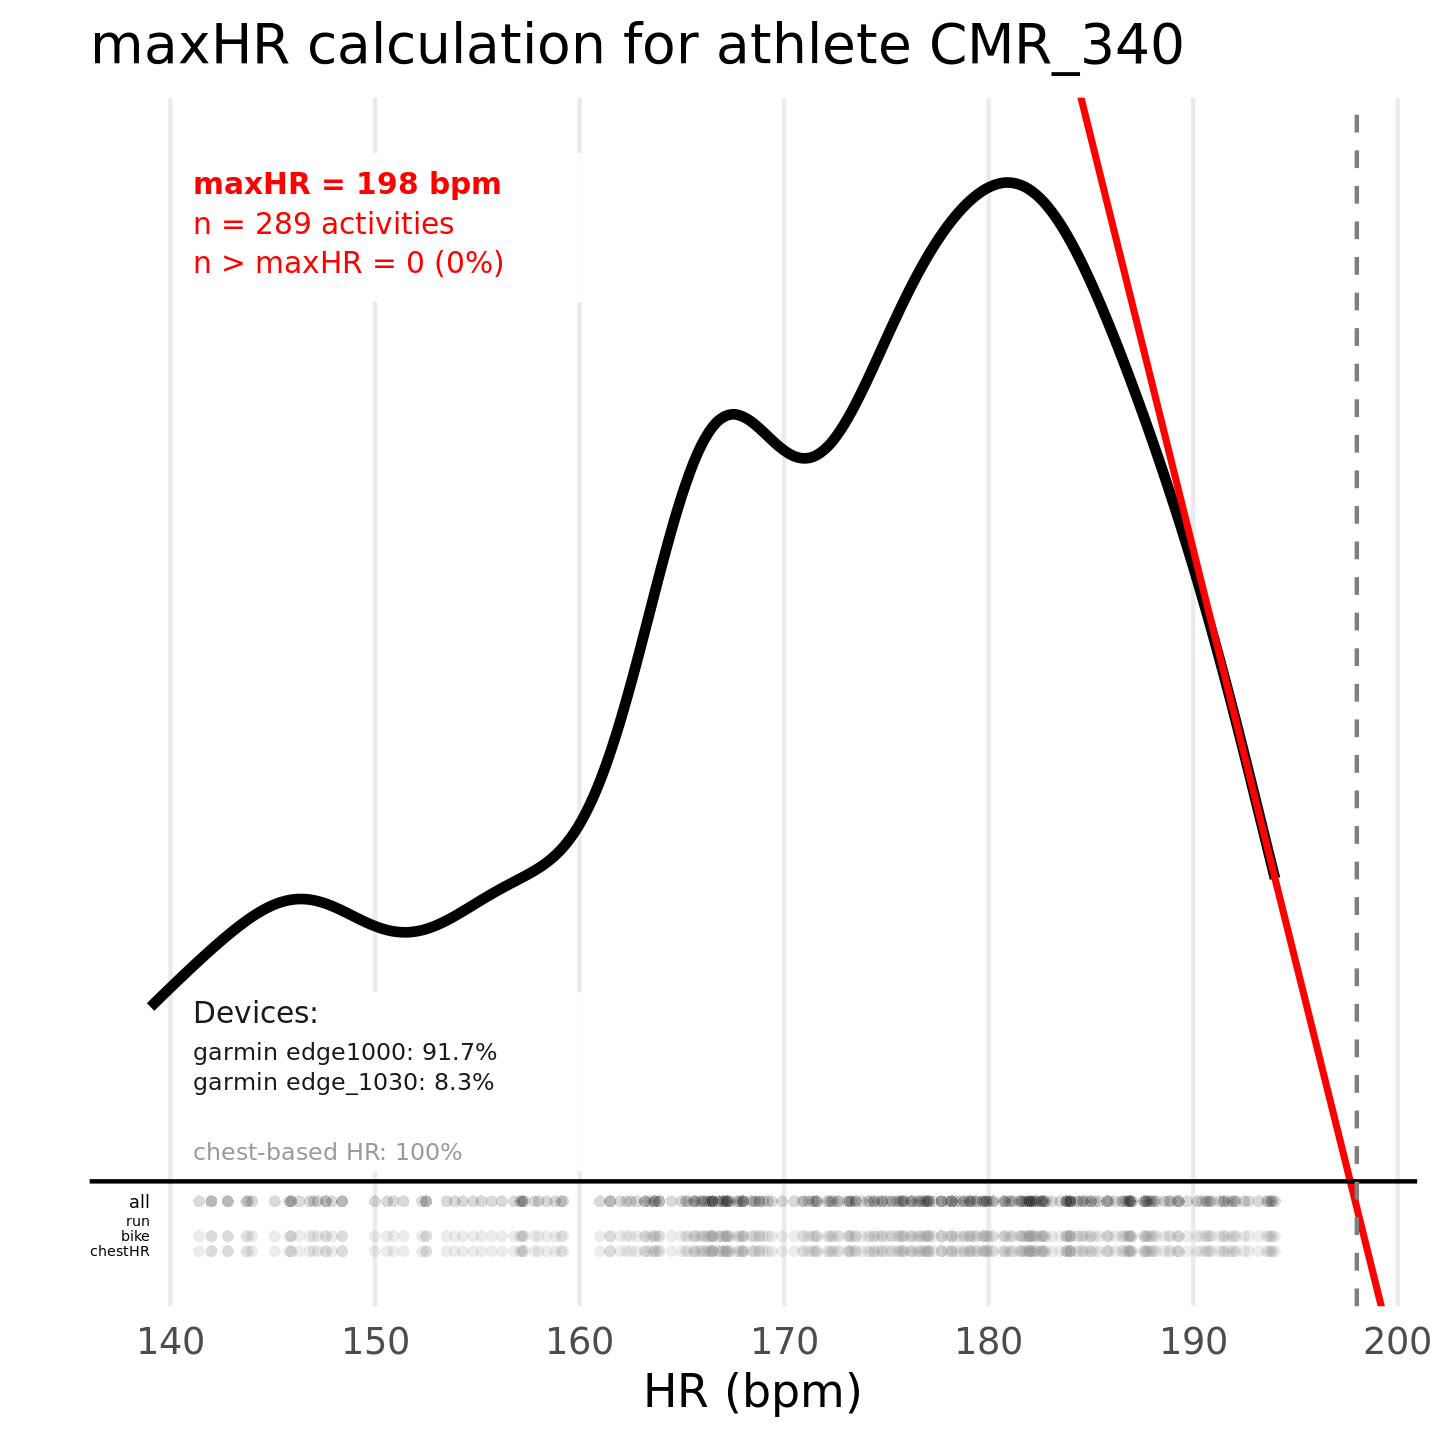 maxHR calculation for athlete CMR_340
maxHR = 198 bpm
n = 289 activities
n > maxHR = 0 (0%)
Devices:
garmin edge1000: 91.7%
garmin edge_1030: 8.3%
chest-based HR: 100%
all
run
bike
chestHR
140 150 160 170 180 190 200
HR (bpm)